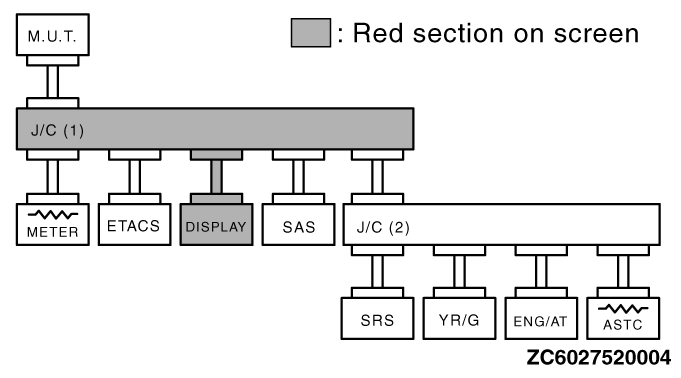 M.U.T.
: Red section on screen
J/C (1)
METER
ETACS
DISPLAY
SAS
J/C (2)
SRS
YR/G
ENG/AT
ASTC
ZC6027520004